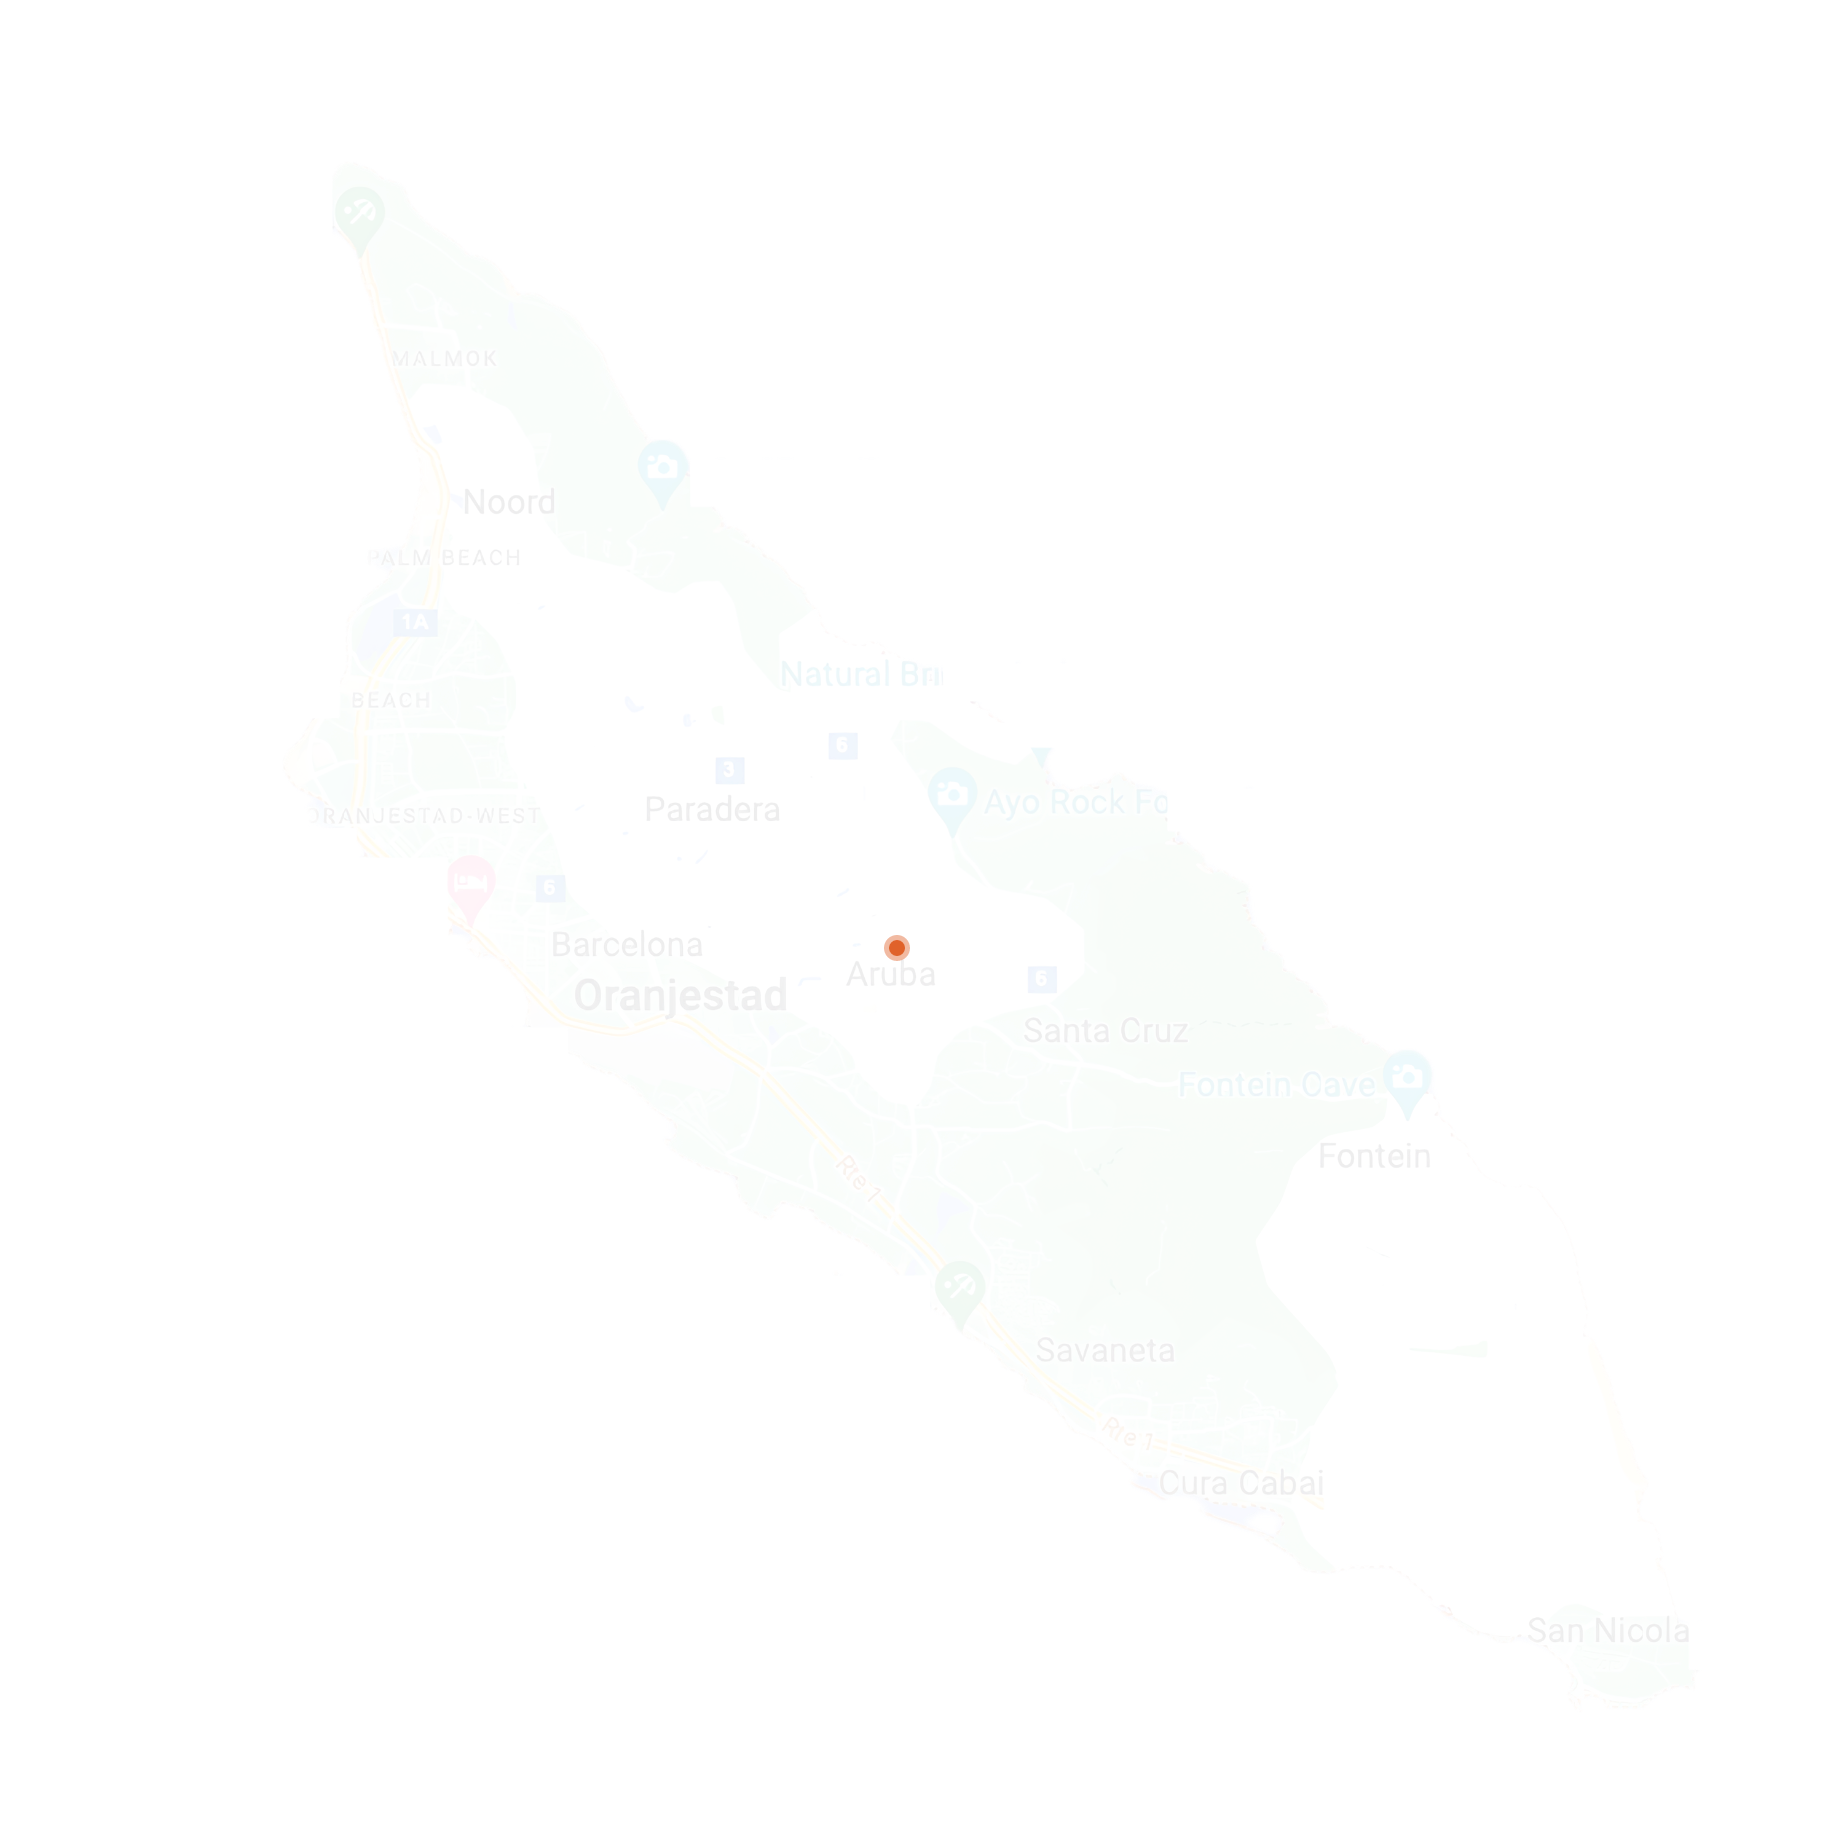 MALMOK
Noord
PALM BEACH
1A
Natural Bri
BEACH
6
3
Ayo Rock Fo
Paradera
ORANJESTAD-WEST
6
Barcelona
Aruba
6
Oranjestad
Santa Cruz
Fontein Cave
Fontein
Rte 1
Savaneta
Rte 1
Cura Cabai
San Nicola